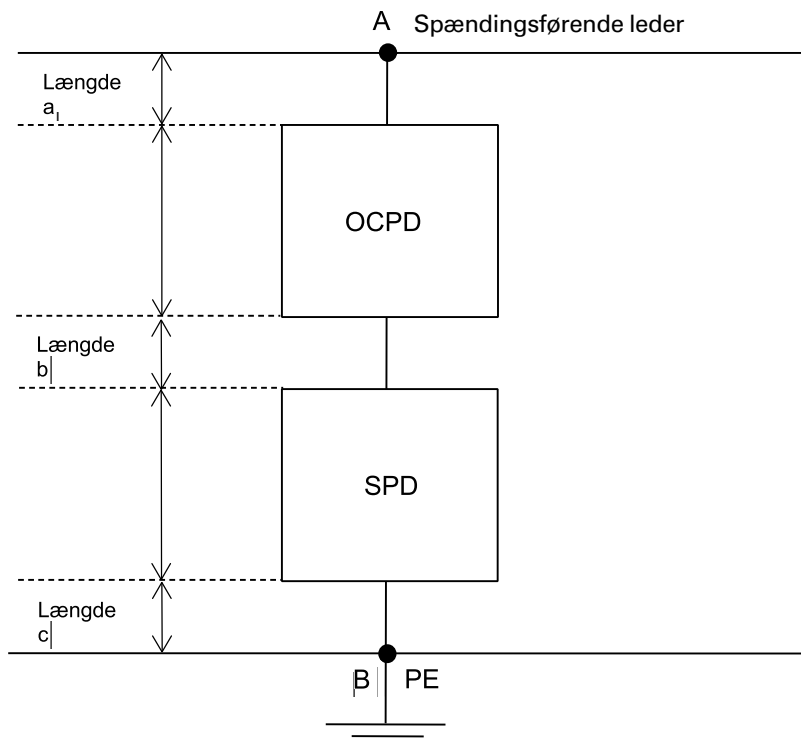 A
Spændingsførende leder
Længde
a
OCPD
Længde
b
SPD
Længde
c
B
PE